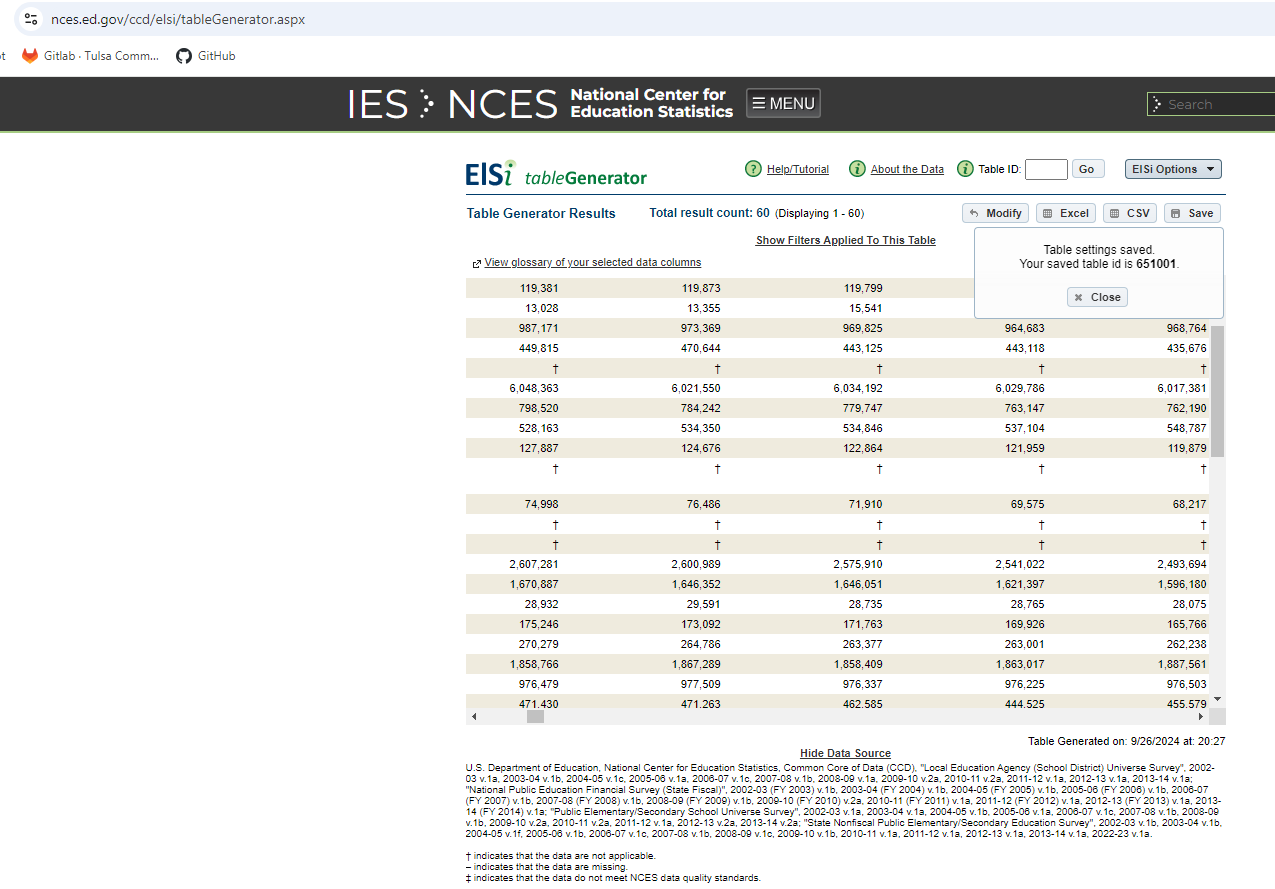 nces.ed.gov/ccd/elsi/tableGenerator.aspx
ot Gitlab · Tulsa Comm... GitHub
IES NCES National Center for
Education Statistics ☰ MENU Search
ElSi tableGenerator ? Help/Tutorial i About the Data i Table ID: Go ElSi Options
Table Generator Results Total result count: 60 (Displaying 1 - 60) Modify Excel CSV Save
Show Filters Applied To This Table
Table settings saved.
Your saved table id is 651001.
Close
View glossary of your selected data columns
119,381 119,873 119,799
13,028 13,355 15,541
987,171 973,369 969,825 964,683 968,764
449,815 470,644 443,125 443,118 435,676
† † † † †
6,048,363 6,021,550 6,034,192 6,029,786 6,017,381
798,520 784,242 779,747 763,147 762,190
528,163 534,350 534,846 537,104 548,787
127,887 124,676 122,864 121,959 119,879
† † † † †
74,998 76,486 71,910 69,575 68,217
† † † † †
† † † † †
2,607,281 2,600,989 2,575,910 2,541,022 2,493,694
1,670,887 1,646,352 1,646,051 1,621,397 1,596,180
28,932 29,591 28,735 28,765 28,075
175,246 173,092 171,763 169,926 165,766
270,279 264,786 263,377 263,001 262,238
1,858,766 1,867,289 1,858,409 1,863,017 1,887,561
976,479 977,509 976,337 976,225 976,503
471,430 471,263 462,585 444,525 455,579
Table Generated on: 9/26/2024 at: 20:27
Hide Data Source
U.S. Department of Education, National Center for Education Statistics, Common Core of Data (CCD), "Local Education Agency (School District) Universe Survey", 2002-
03 v.1a, 2003-04 v.1b, 2004-05 v.1c, 2005-06 v.1a, 2006-07 v.1c, 2007-08 v.1b, 2008-09 v.1a, 2009-10 v.2a, 2010-11 v.2a, 2011-12 v.1a, 2012-13 v.1a, 2013-14 v.1a;
"National Public Education Financial Survey (State Fiscal)", 2002-03 (FY 2003) v.1b, 2003-04 (FY 2004) v.1b, 2004-05 (FY 2005) v.1b, 2005-06 (FY 2006) v.1b, 2006-07
(FY 2007) v.1b, 2007-08 (FY 2008) v.1b, 2008-09 (FY 2009) v.1b, 2009-10 (FY 2010) v.2a, 2010-11 (FY 2011) v.1a, 2011-12 (FY 2012) v.1a, 2012-13 (FY 2013) v.1a, 2013-
14 (FY 2014) v.1a; "Public Elementary/Secondary School Universe Survey", 2002-03 v.1a, 2003-04 v.1a, 2004-05 v.1b, 2005-06 v.1a, 2006-07 v.1c, 2007-08 v.1b, 2008-09
v.1b, 2009-10 v.2a, 2010-11 v.2a, 2011-12 v.1a, 2012-13 v.2a, 2013-14 v.2a; "State Nonfiscal Public Elementary/Secondary Education Survey", 2002-03 v.1b, 2003-04 v.1b,
2004-05 v.1f, 2005-06 v.1b, 2006-07 v.1c, 2007-08 v.1b, 2008-09 v.1c, 2009-10 v.1b, 2010-11 v.1a, 2011-12 v.1a, 2012-13 v.1a, 2013-14 v.1a, 2022-23 v.1a.
† indicates that the data are not applicable.
– indicates that the data are missing.
‡ indicates that the data do not meet NCES data quality standards.